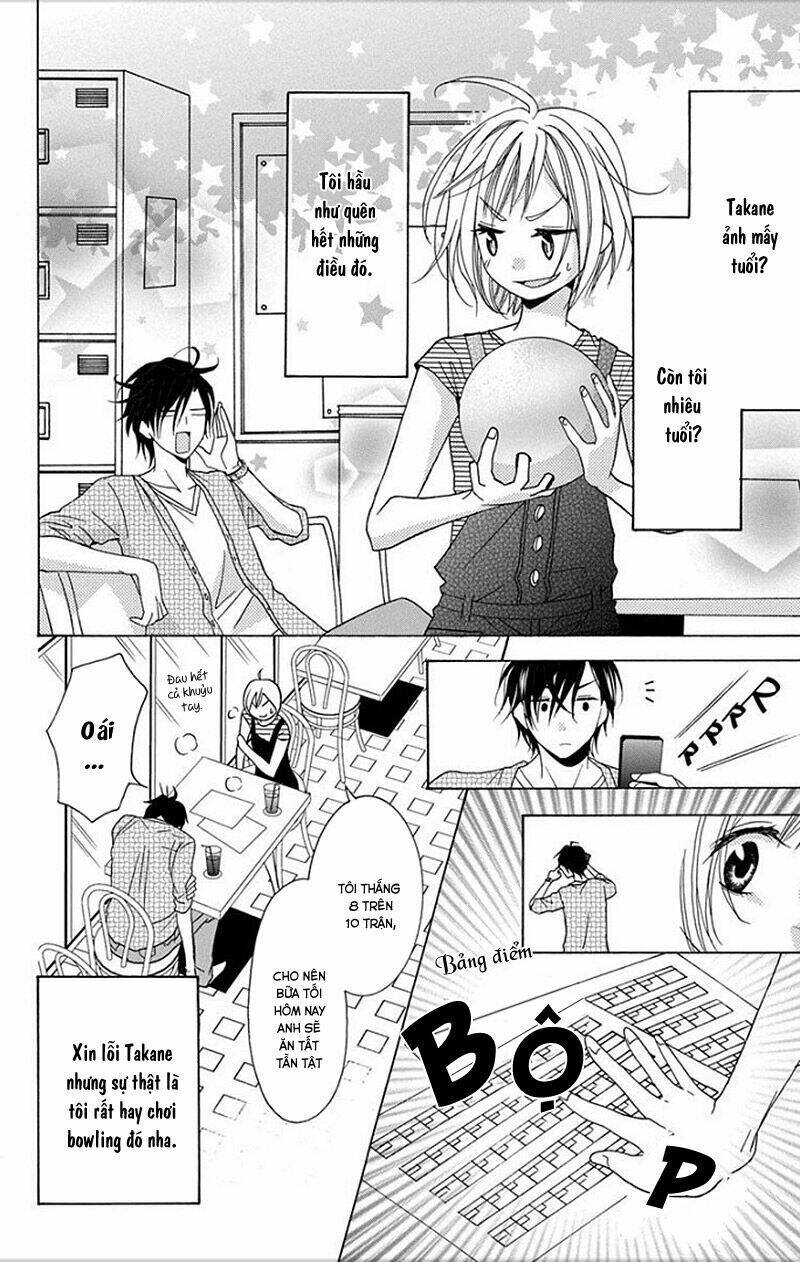 Takane
ảnh mấy
tuổi?
Còn tôi
nhiêu
tuổi?
Tôi hầu
như quên
hết những
điều đó.
RRRR
Bảng điểm
BỘP
TÔI THẮNG
8 TRÊN
10 TRẬN,
CHO NÊN
BỮA TỐI
HÔM NAY
ANH SẼ
ĂN TẤT
TẦN TẬT
Đau hết
cả khuỷu
tay.
Oái
...
Xin lỗi Takane
nhưng sự thật là
tôi rất hay chơi
bowling đó nha.